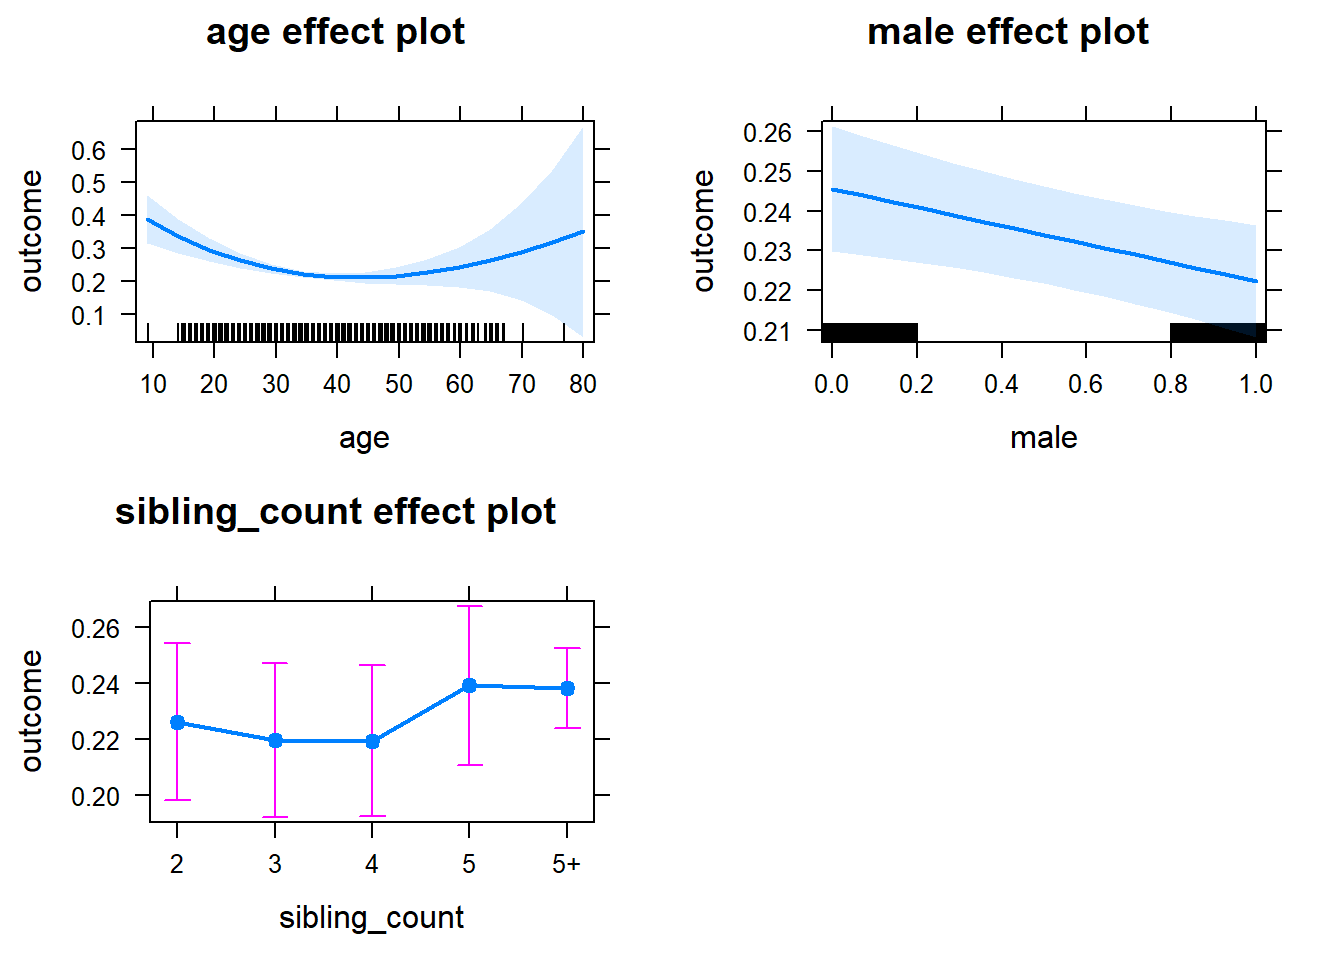 age effect plot
outcome
0.6
0.5
0.4
0.3
0.2
0.1
10 20 30 40 50 60 70 80
age
male effect plot
outcome
0.26
0.25
0.24
0.23
0.22
0.21
0.0 0.2 0.4 0.6 0.8 1.0
male
sibling_count effect plot
outcome
0.26
0.24
0.22
0.20
2 3 4 5 5+
sibling_count